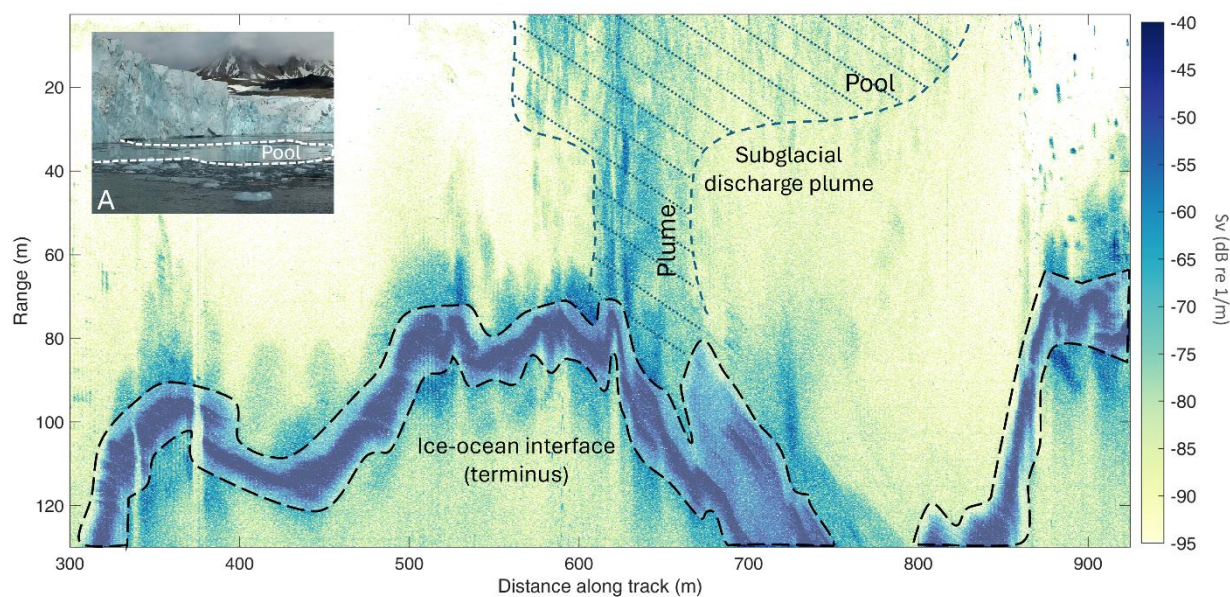 Pool
A
Pool
Subglacial
discharge plume
Plume
Ice-ocean interface
(terminus)
Range (m)
20
40
60
80
100
120
300
400
500
600
700
800
900
Distance along track (m)
-40
-45
-50
-55
-60
-65
-70
-75
-80
-85
-90
-95
Sv (dB re 1/m)